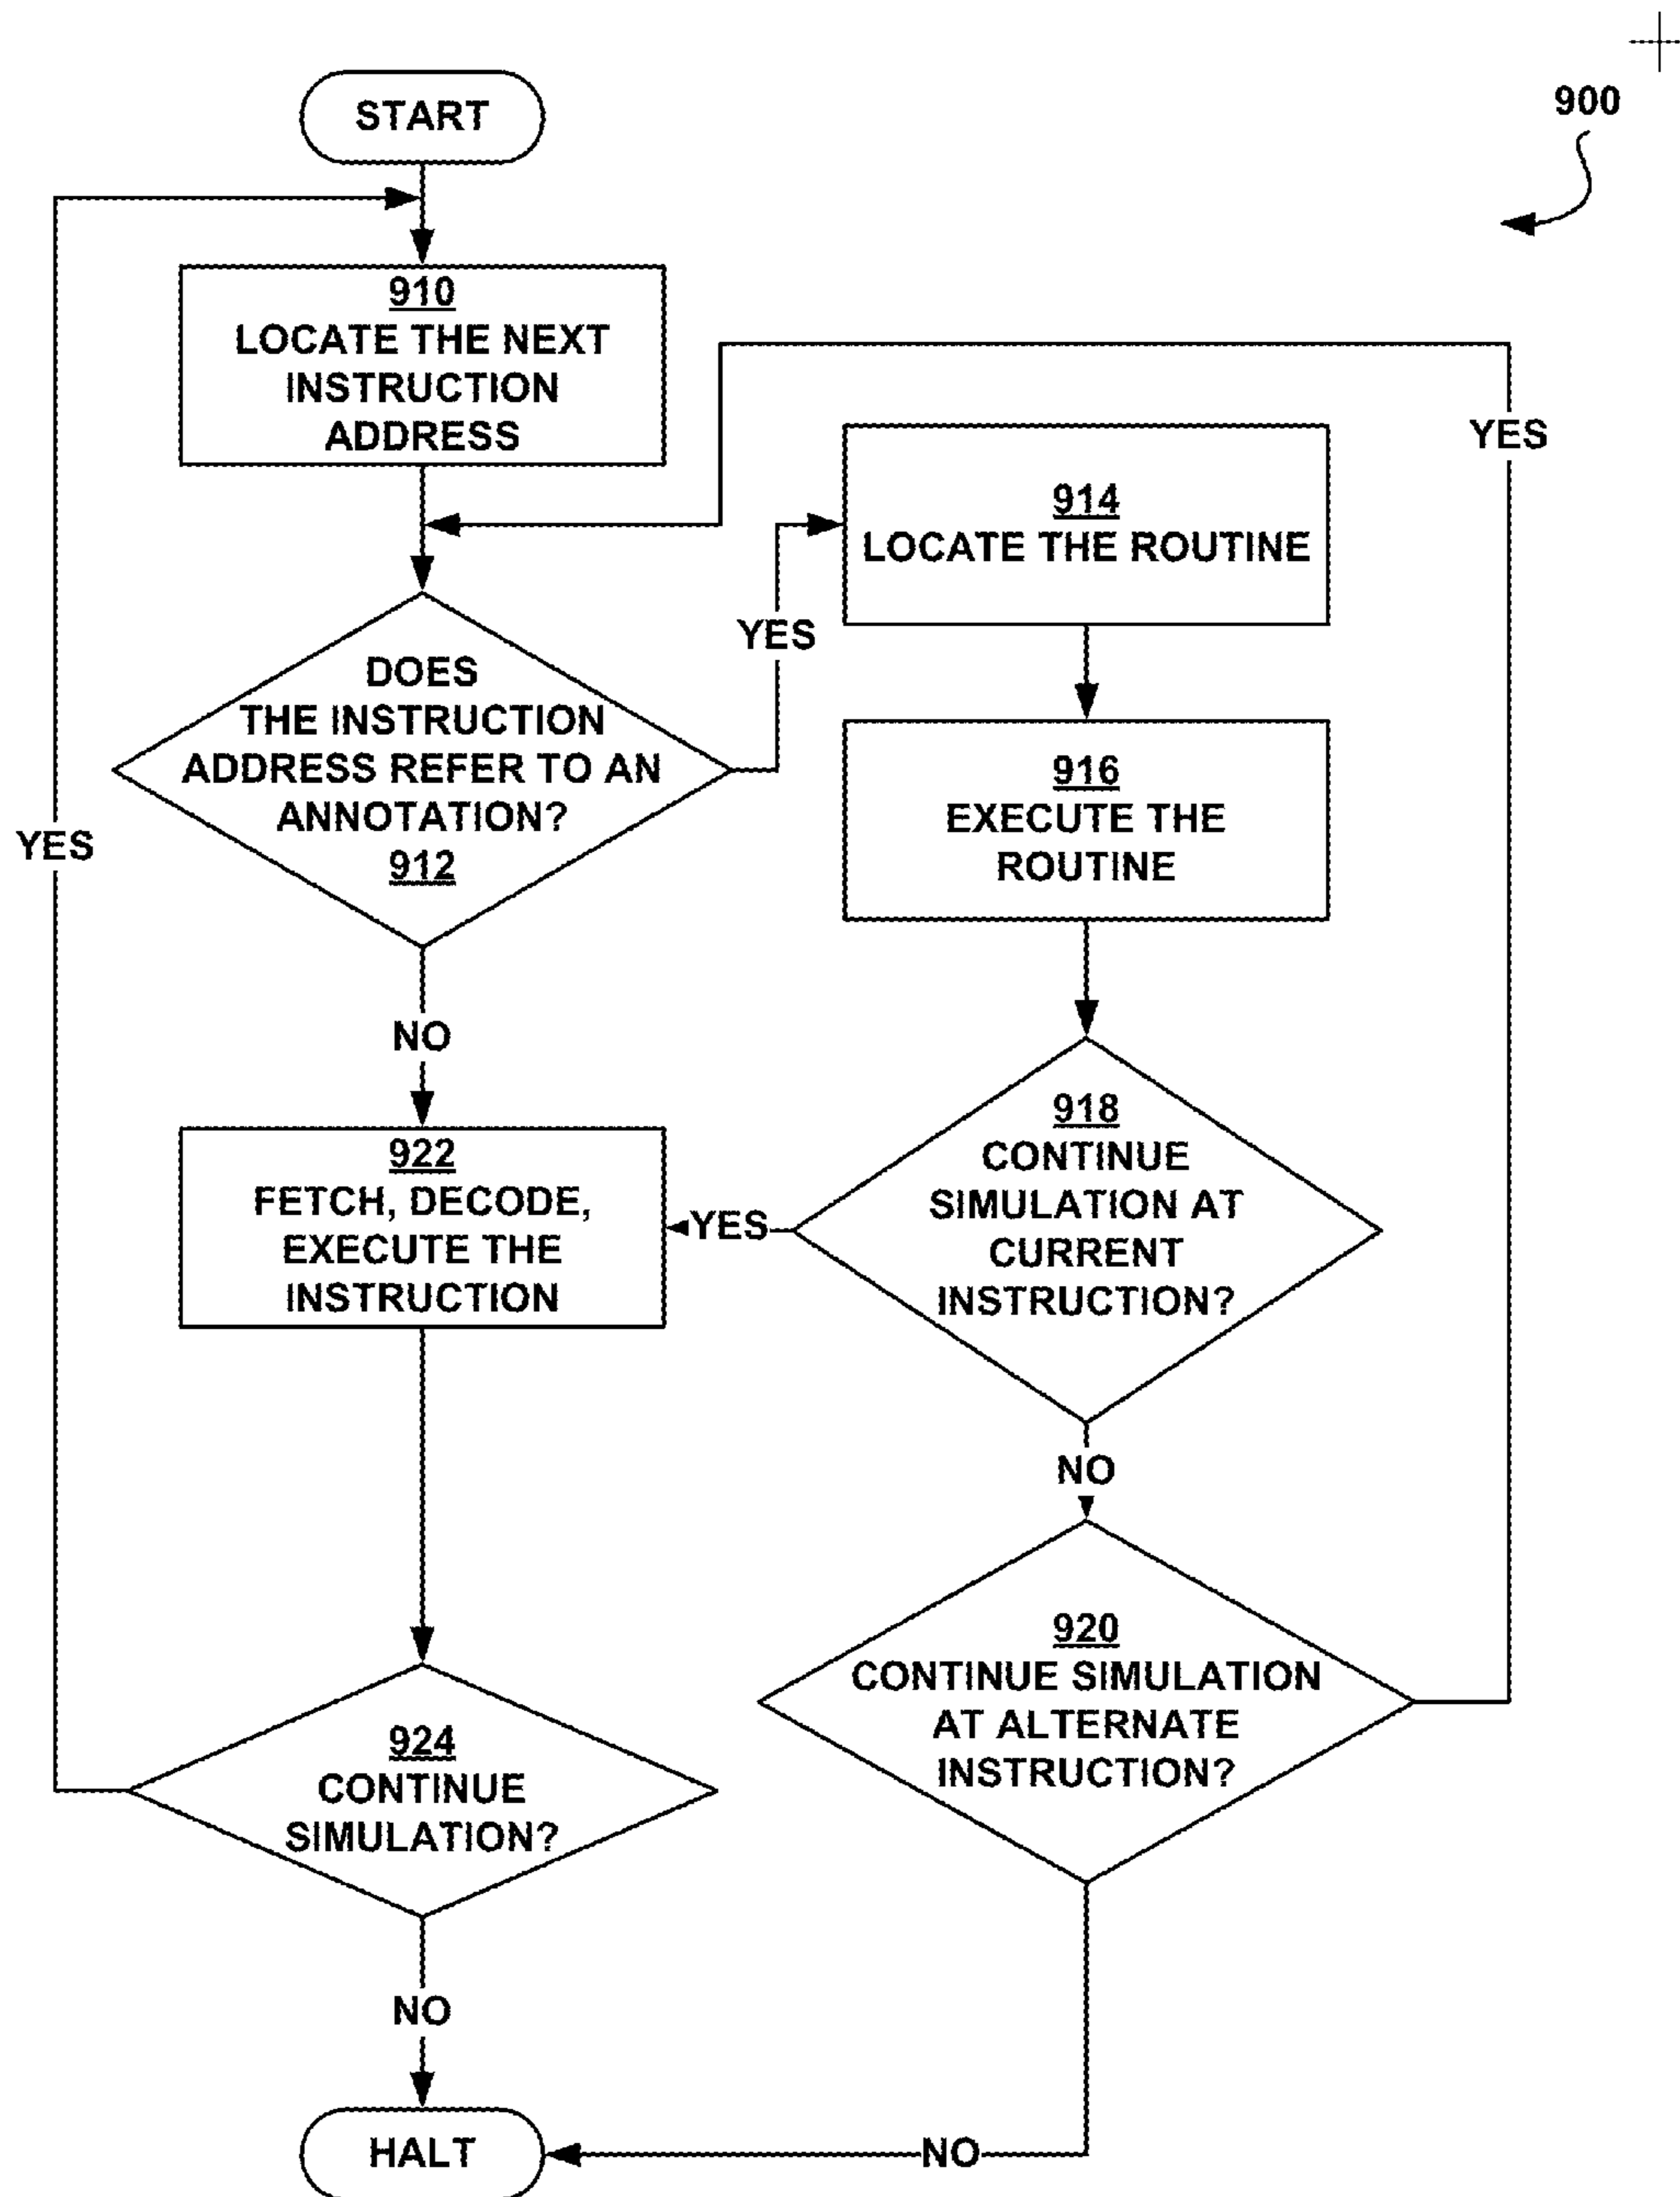 START
900
910
LOCATE THE NEXT
INSTRUCTION
ADDRESS
YES
914
LOCATE THE ROUTINE
YES
DOES
THE INSTRUCTION
ADDRESS REFER TO AN
ANNOTATION?
912
916
EXECUTE THE
ROUTINE
YES
NO
922
FETCH, DECODE,
EXECUTE THE
INSTRUCTION
YES
918
CONTINUE
SIMULATION AT
CURRENT
INSTRUCTION?
NO
920
CONTINUE SIMULATION
AT ALTERNATE
INSTRUCTION?
924
CONTINUE
SIMULATION?
NO
HALT
NO